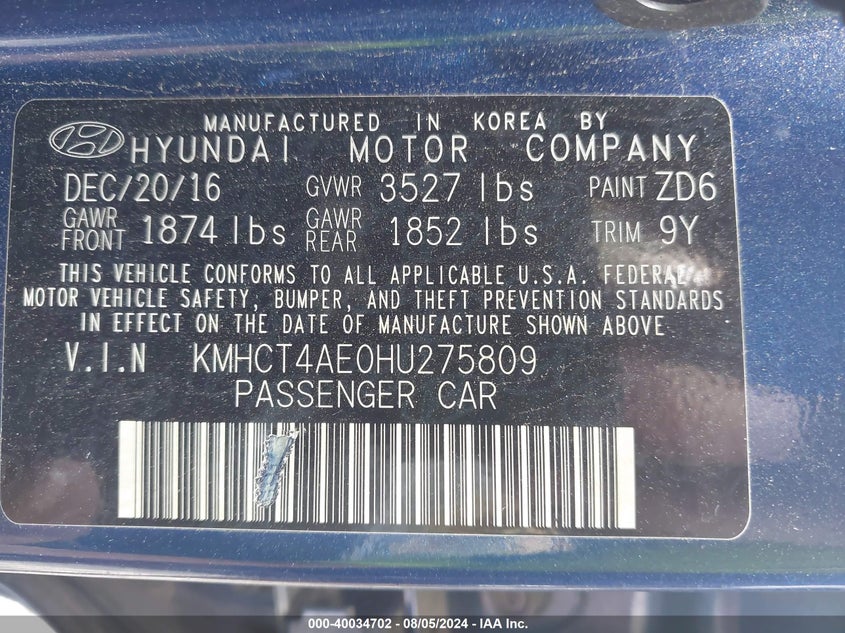 MANUFACTURED IN KOREA BY
HYUNDAI MOTOR COMPANY
DEC/20/16 GVWR 3527 lbs PAINT ZD6
GAWR FRONT 1874 lbs GAWR REAR 1852 lbs TRIM 9Y
THIS VEHICLE CONFORMS TO ALL APPLICABLE U.S.A. FEDERAL
MOTOR VEHICLE SAFETY, BUMPER, AND THEFT PREVENTION STANDARDS
IN EFFECT ON THE DATE OF MANUFACTURE SHOWN ABOVE
V.I.N KMHCT4AE0HU275809
PASSENGER CAR
000-40034702 - 08/05/2024 - IAA Inc.